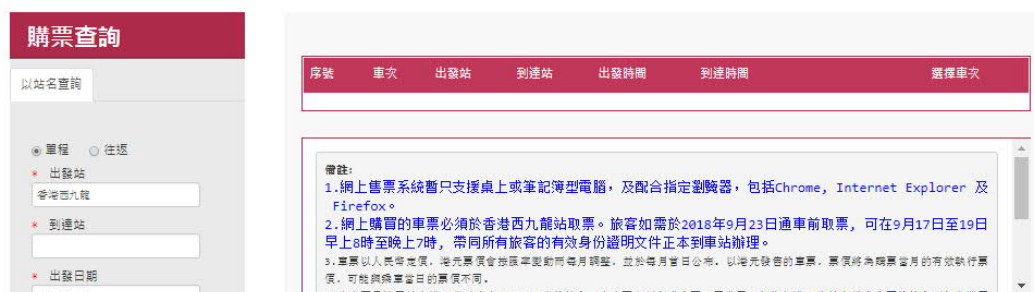 購票查詢
以站名查詢
單程 往返
* 出發站
香港西九龍
* 到達站
* 出發日期
序號 車次 出發站 到達站 出發時間 到達時間 選擇車次
備註:
1.網上售票系統暫只支援桌上或筆記簿型電腦，及配合指定瀏覽器，包括Chrome, Internet Explorer 及
Firefox。
2.網上購買的車票必須於香港西九龍站取票。旅客如需於2018年9月23日通車前取票, 可在9月17日至19日
早上8時至晚上7時, 帶同所有旅客的有效身份證明文件正本到車站辦理。
3.車票以人民幣定價，港元票價會按匯率變動而每月調整，並於每月首日公布。以港元發售的車票，票價將為購票當月的有效執行票
價，可能與乘車當日的票價不同。